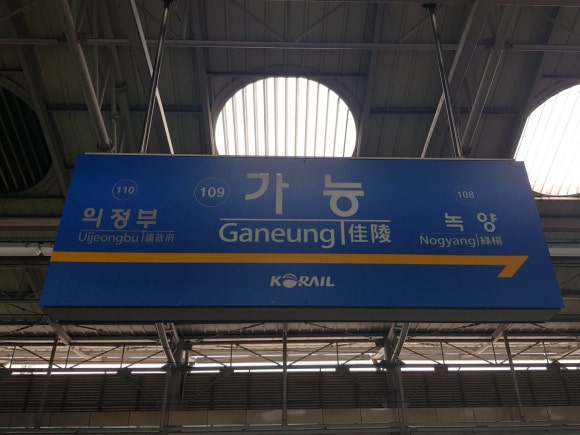 110
의정부
Uijeongbu | 議政府
109
가능
Ganeung | 佳陵
108
녹양
Nogyang | 綠楊
KORAIL